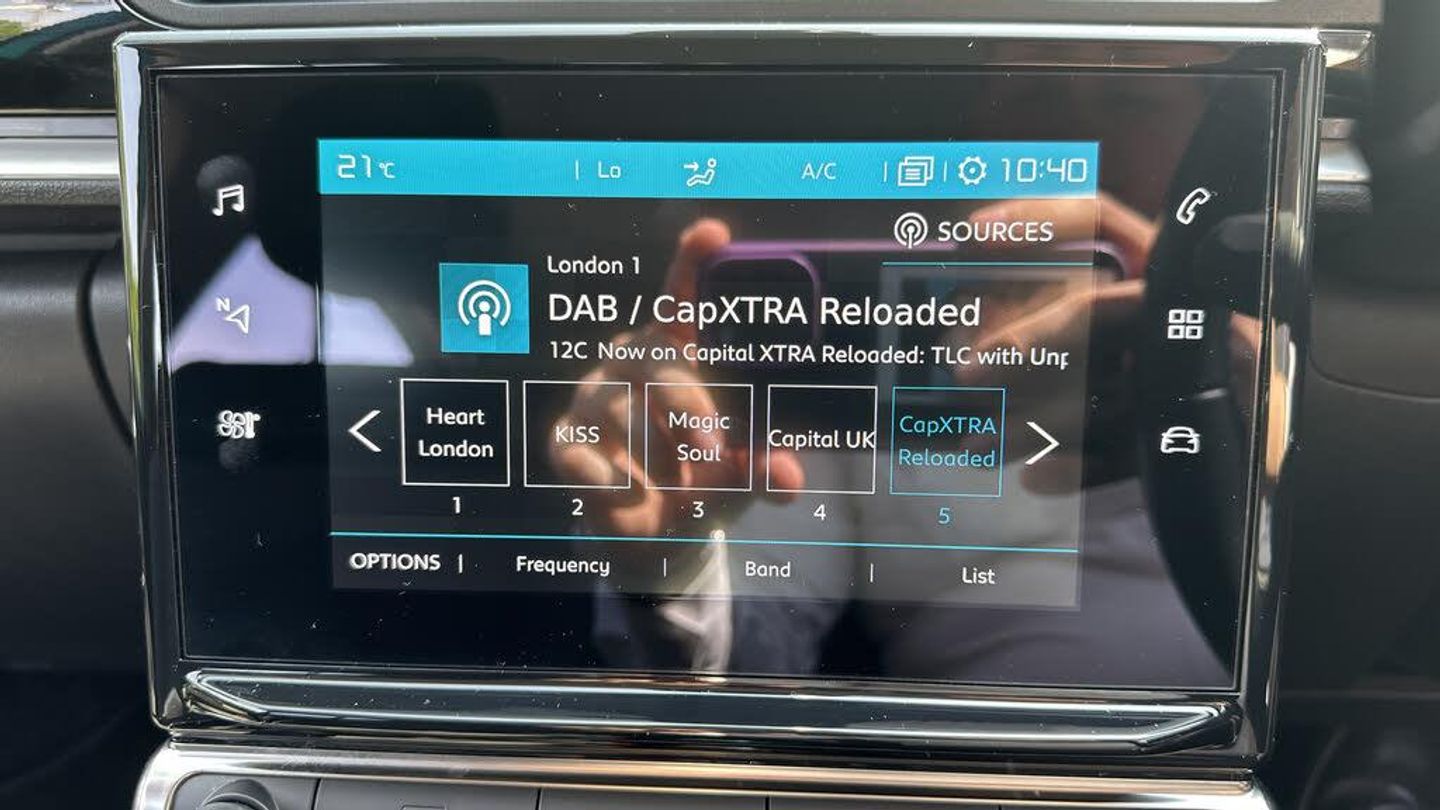 21°C | Lo A/C | | 10:40
SOURCES
London 1
DAB / CapXTRA Reloaded
12C Now on Capital XTRA Reloaded: TLC with Unp
N
Heart London
KISS
Magic Soul
Capital UK
CapXTRA Reloaded
1 2 3 4 5
OPTIONS | Frequency | Band | List